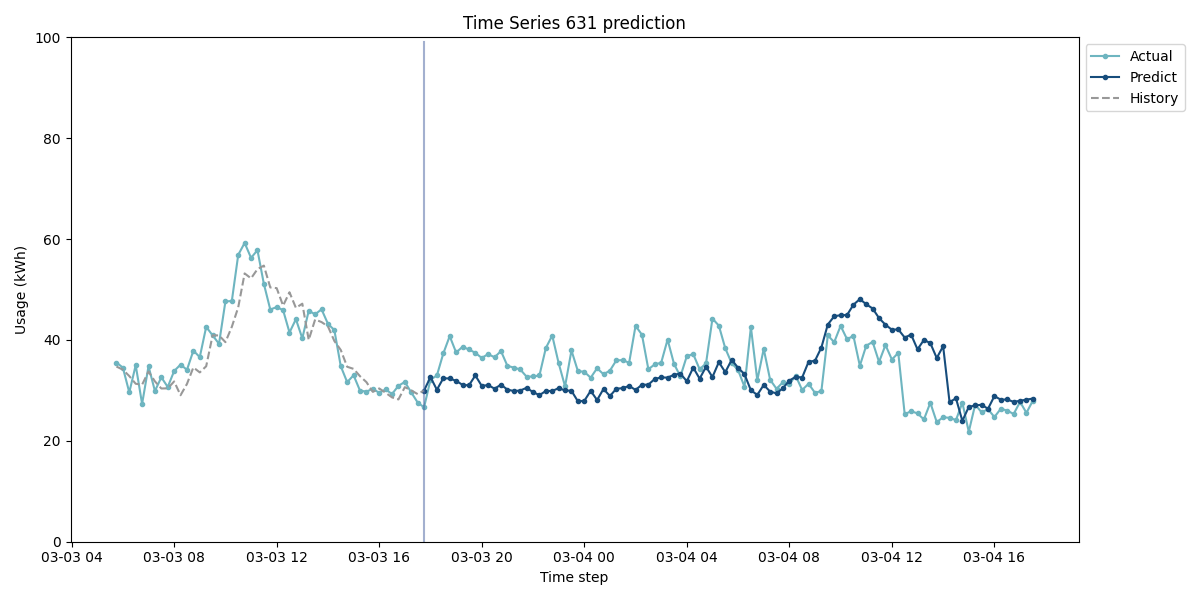 Time Series 631 prediction
100
80
60
40
20
0
Usage (kWh)
03-03 04
03-03 08
03-03 12
03-03 16
03-03 20
03-04 00
03-04 04
03-04 08
03-04 12
03-04 16
Time step
Actual
Predict
History